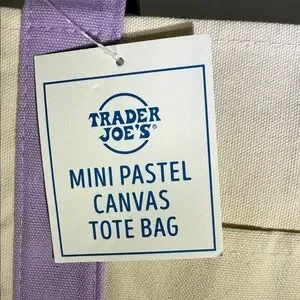 TRADER
JOE'S®
MINI PASTEL
CANVAS
TOTE BAG